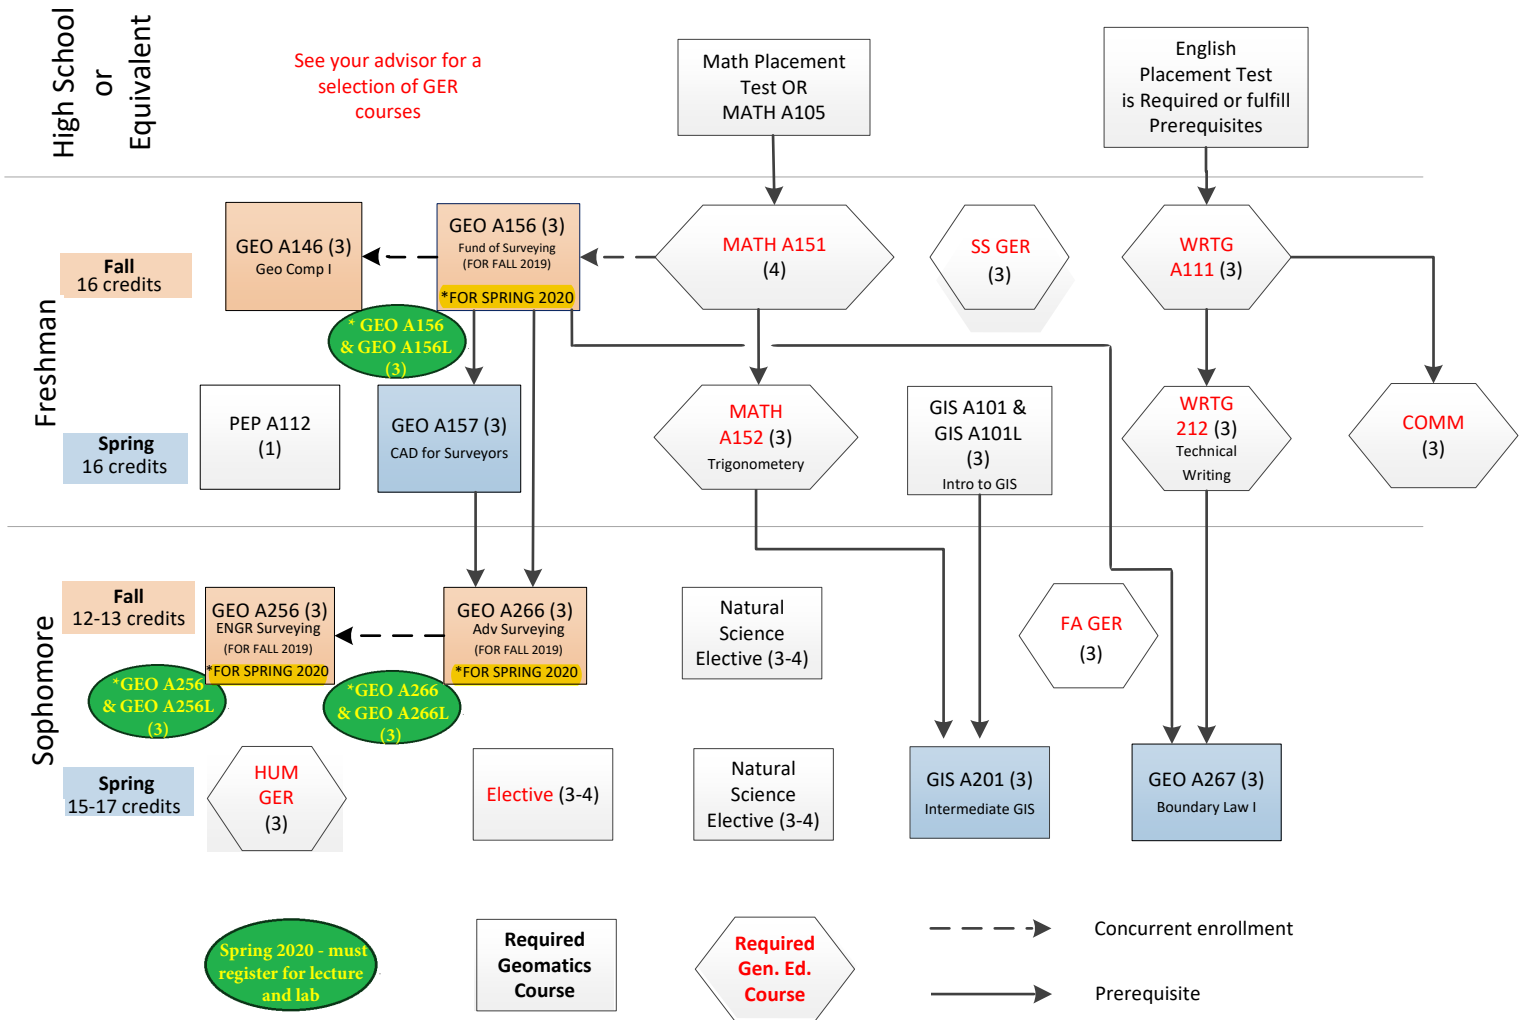 High School
or
Equivalent
See your advisor for a
selection of GER
courses
Math Placement
Test OR
MATH A105
English
Placement Test
is Required or fulfill
Prerequisites
Freshman
Fall
16 credits
GEO A146 (3)
Geo Comp I
GEO A156 (3)
Fund of Surveying
(FOR FALL 2019)
*FOR SPRING 2020
* GEO A156
& GEO A156L
(3)
MATH A151
(4)
SS GER
(3)
WRTG
A111 (3)
Spring
16 credits
PEP A112
(1)
GEO A157 (3)
CAD for Surveyors
MATH
A152 (3)
Trigonometery
GIS A101 &
GIS A101L
(3)
Intro to GIS
WRTG
212 (3)
Technical
Writing
COMM
(3)
Sophomore
Fall
12-13 credits
GEO A256 (3)
ENGR Surveying
(FOR FALL 2019)
*FOR SPRING 2020
*GEO A256
& GEO A256L
(3)
GEO A266 (3)
Adv Surveying
(FOR FALL 2019)
*FOR SPRING 2020
*GEO A266
& GEO A266L
(3)
Natural
Science
Elective (3-4)
FA GER
(3)
Spring
15-17 credits
HUM
GER
(3)
Elective (3-4)
Natural
Science
Elective (3-4)
GIS A201 (3)
Intermediate GIS
GEO A267 (3)
Boundary Law I
Spring 2020 - must
register for lecture
and lab
Required
Geomatics
Course
Required
Gen. Ed.
Course
Concurrent enrollment
Prerequisite